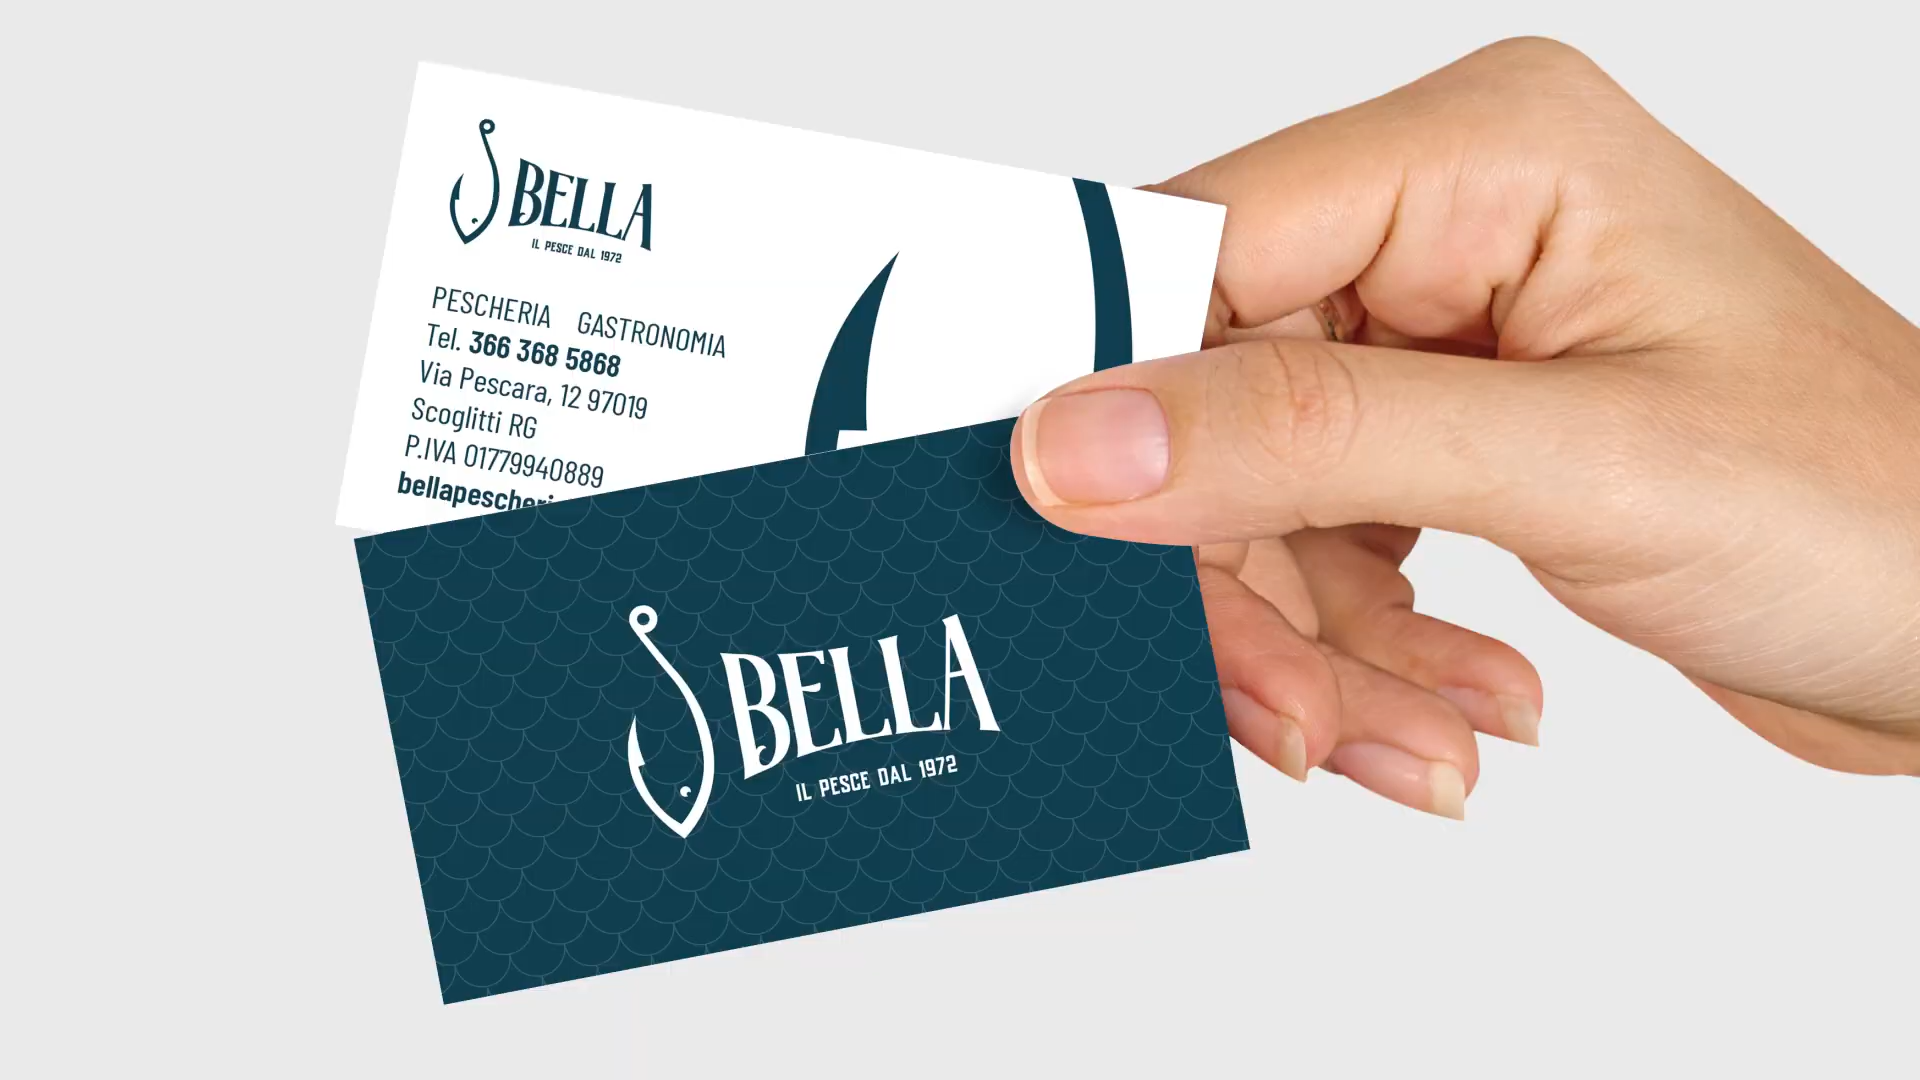 BELLA
IL PESCE DAL 1972
PESCHERIA GASTRONOMIA
Tel. 366 368 5868
Via Pescara, 12 97019
Scoglitti RG
P.IVA 01779940889
BELLA
IL PESCE DAL 1972